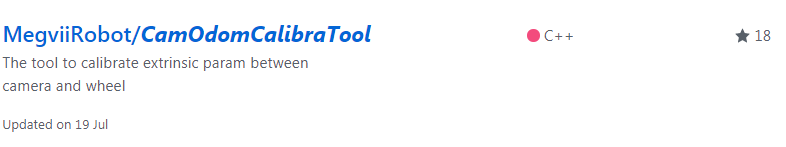 MegviiRobot/CamOdomCalibraTool C++ 18
The tool to calibrate extrinsic param between
camera and wheel
Updated on 19 Jul